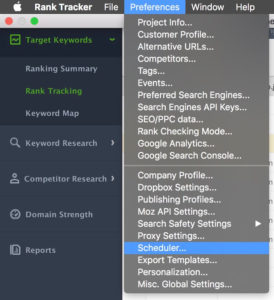 Rank Tracker File Preferences Window Help
Target Keywords
Ranking Summary
Rank Tracking
Keyword Map
Keyword Research
Competitor Research
Domain Strength
Reports
Project Info...
Customer Profile...
Alternative URLs...
Competitors...
Tags...
Events...
Preferred Search Engines...
Search Engines API Keys...
SEO/PPC data...
Rank Checking Mode...
Google Analytics...
Google Search Console...
Company Profile...
Dropbox Settings...
Publishing Profiles...
Moz API Settings...
Search Safety Settings
Proxy Settings...
Scheduler...
Export Templates...
Personalization...
Misc. Global Settings...